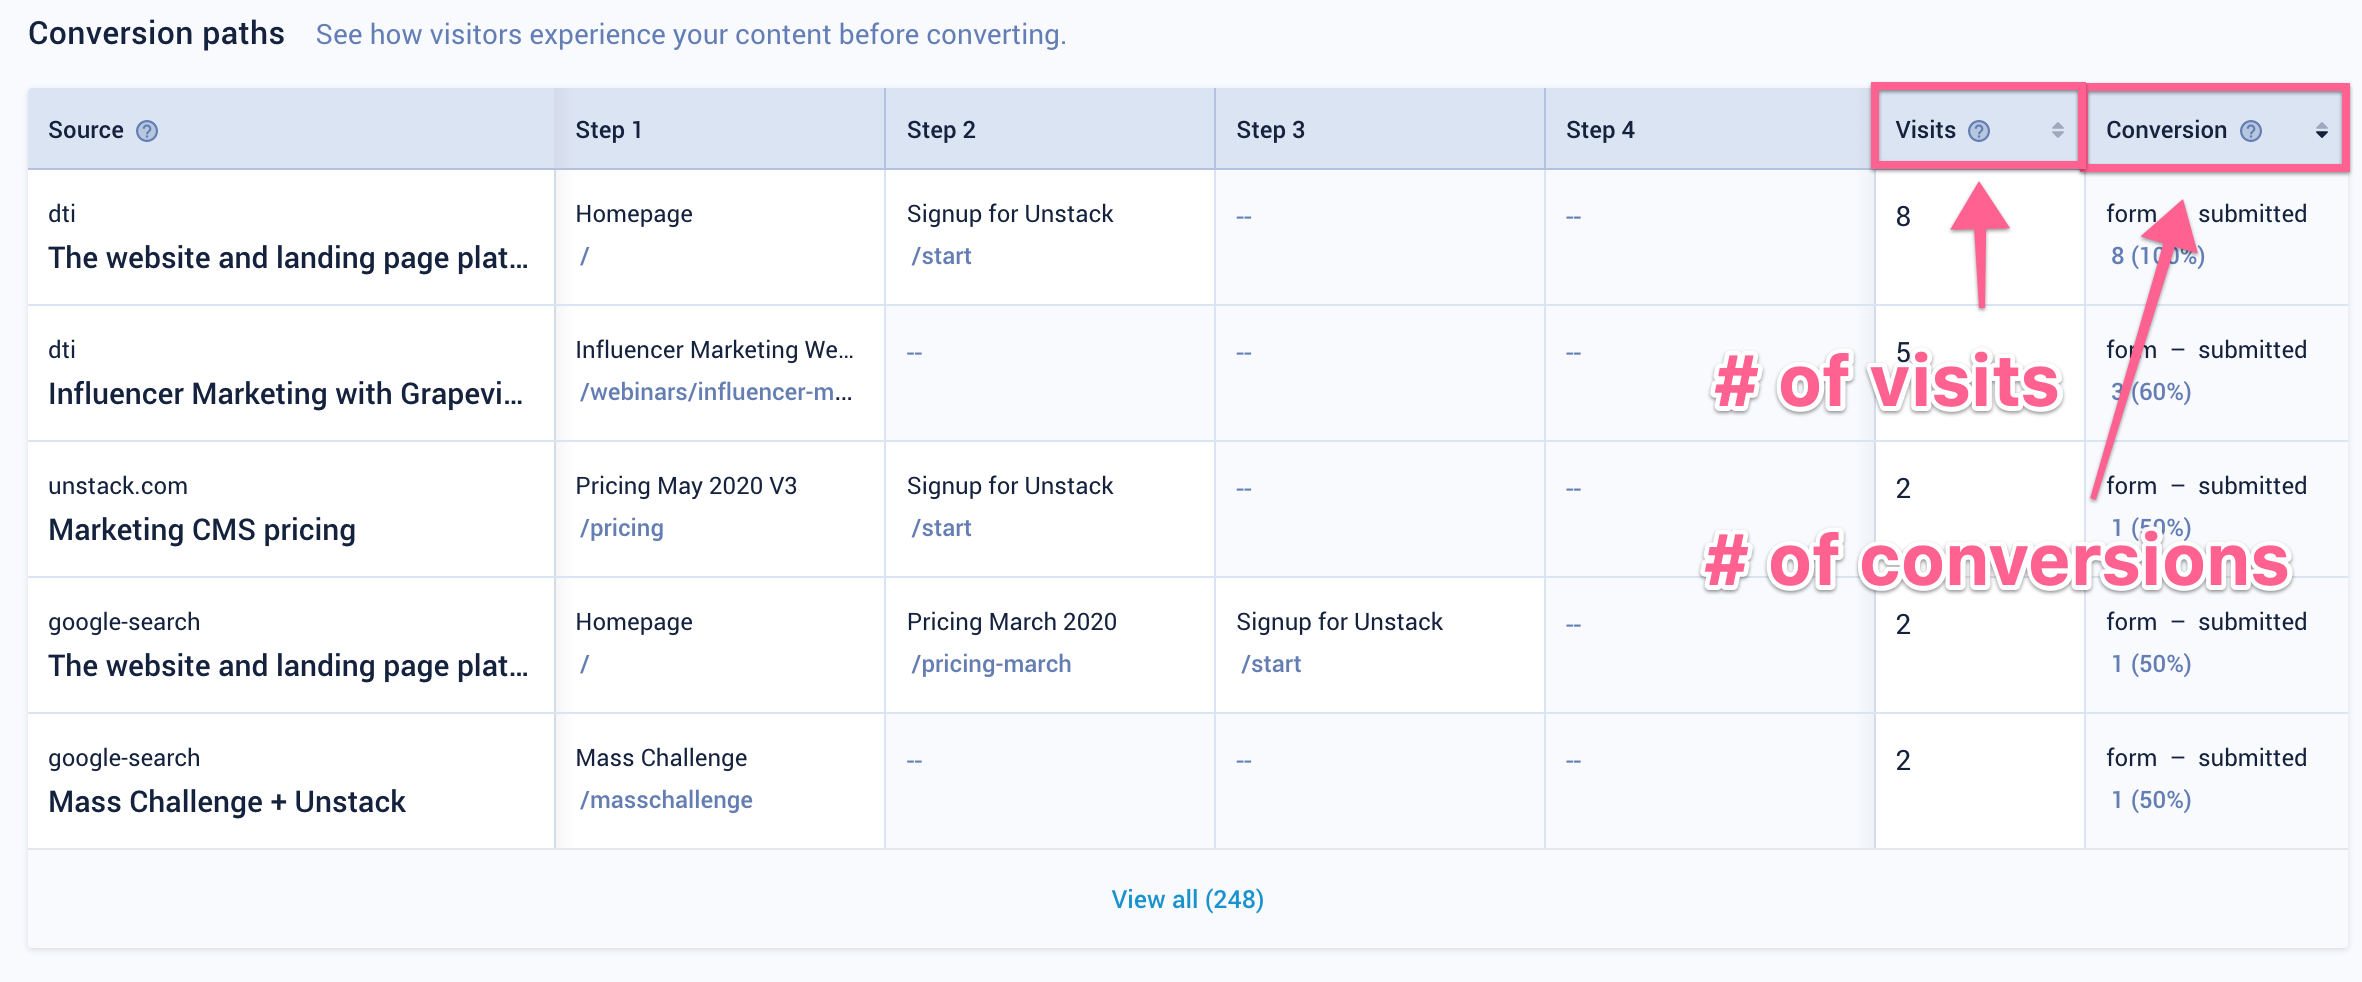 Conversion paths See how visitors experience your content before converting.
Source Step 1 Step 2 Step 3 Step 4 Visits Conversion
dti Homepage Signup for Unstack -- -- 8 form submitted
The website and landing page plat... / /start 8 (100%)
dti Influencer Marketing We... -- -- -- 5 form – submitted
Influencer Marketing with Grapevi... /webinars/influencer-m... 3 (60%)
# of visits
unstack.com Pricing May 2020 V3 Signup for Unstack -- -- 2 form – submitted
Marketing CMS pricing /pricing /start 1 (50%)
# of conversions
google-search Homepage Pricing March 2020 Signup for Unstack -- 2 form – submitted
The website and landing page plat... / /pricing-march /start 1 (50%)
google-search Mass Challenge -- -- -- 2 form – submitted
Mass Challenge + Unstack /masschallenge 1 (50%)
View all (248)